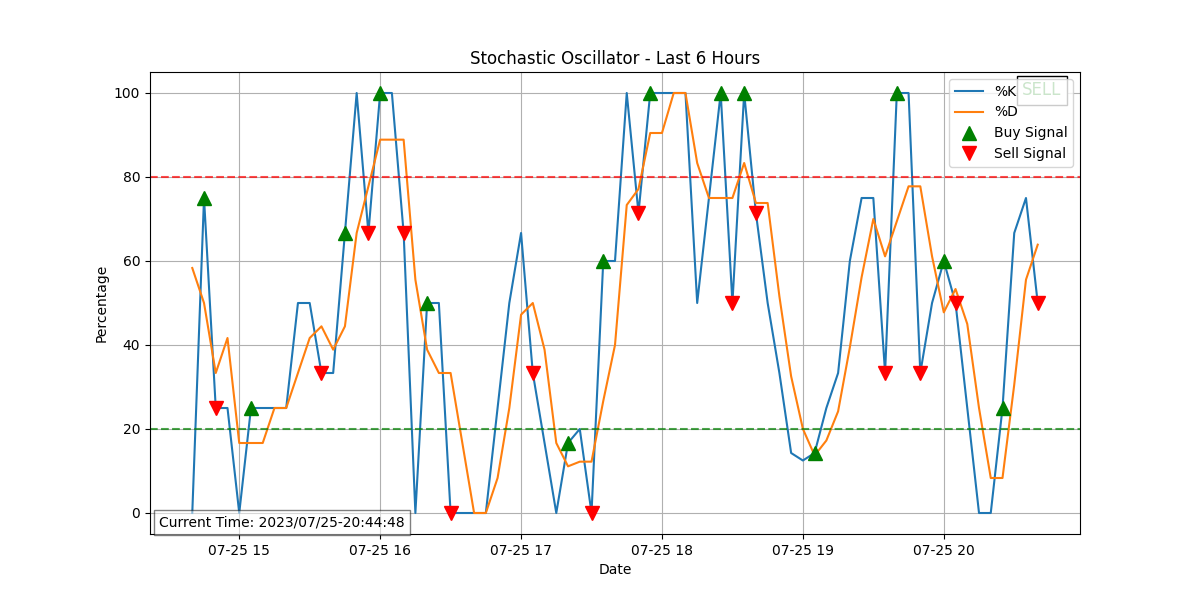 Stochastic Oscillator - Last 6 Hours
100
80
60
40
20
0
Percentage
%K
%D
Buy Signal
Sell Signal
SELL
Current Time: 2023/07/25-20:44:48
07-25 15
07-25 16
07-25 17
07-25 18
07-25 19
07-25 20
Date